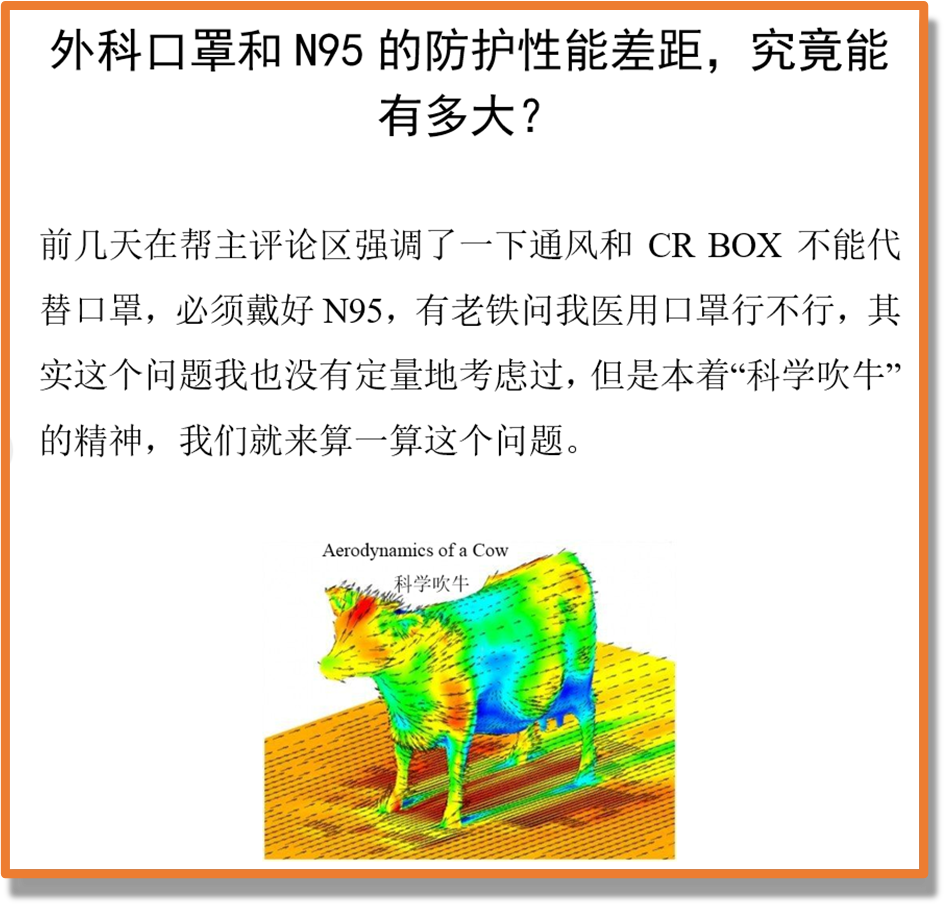 外科口罩和 N95 的防护性能差距，究竟能
有多大？
前几天在帮主评论区强调了一下通风和 CR BOX 不能代
替口罩，必须戴好 N95，有老铁问我医用口罩行不行，其
实这个问题我也没有定量地考虑过，但是本着“科学吹牛”
的精神，我们就来算一算这个问题。
Aerodynamics of a Cow
科学吹牛